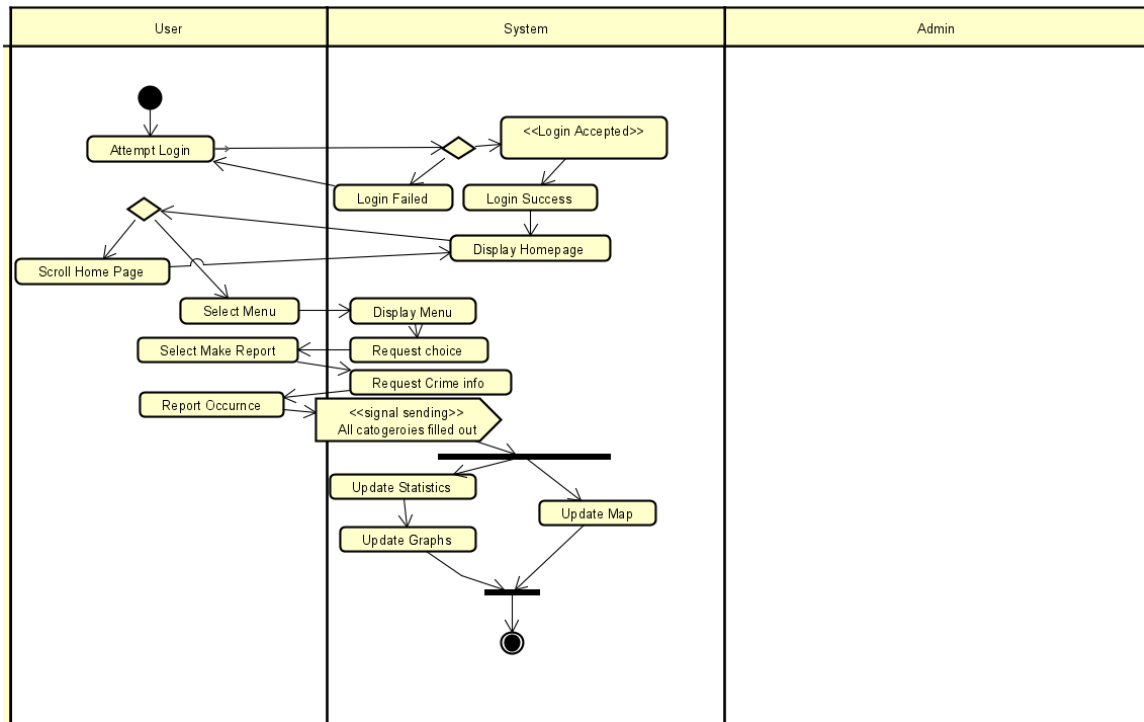 User
System
Admin
Attempt Login
<<Login Accepted>>
Login Failed
Login Success
Display Homepage
Scroll Home Page
Select Menu
Display Menu
Select Make Report
Request choice
Request Crime info
Report Occurnce
<<signal sending>>
All catogeroies filled out
Update Statistics
Update Map
Update Graphs